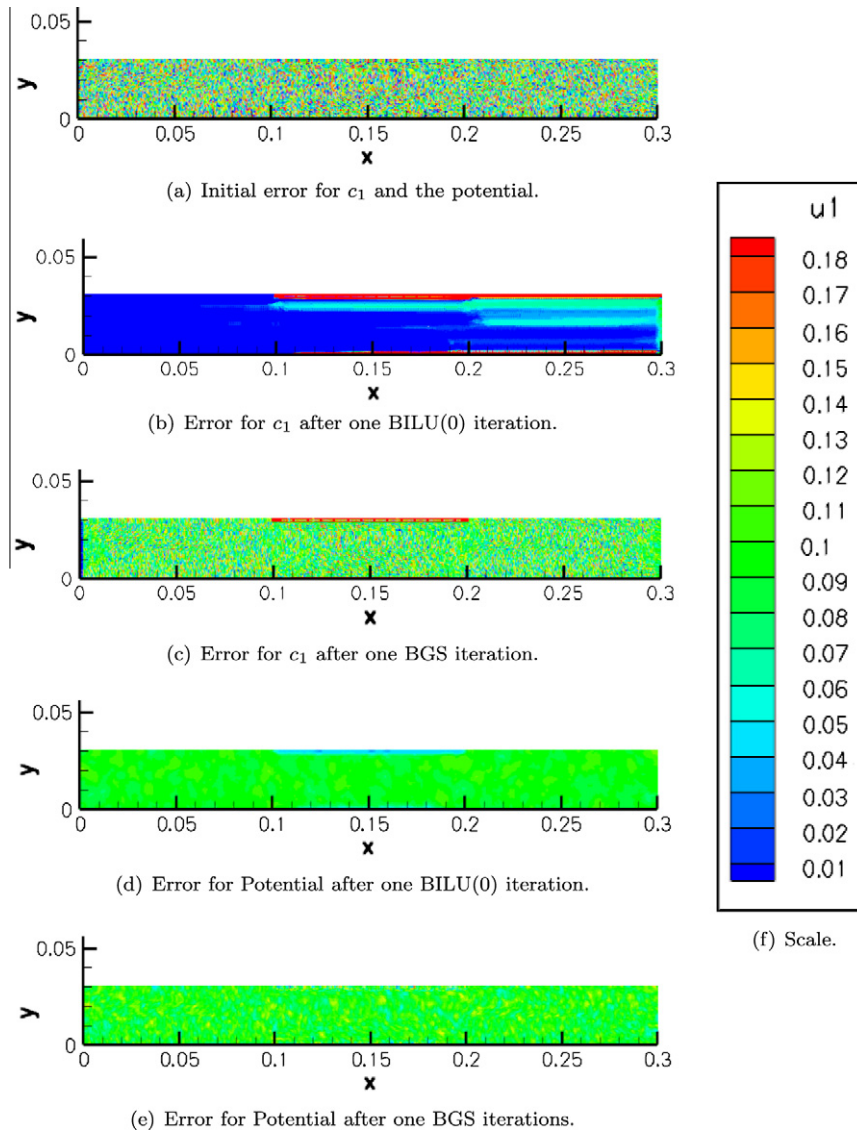 0.05
y
0
0 0.05 0.1 0.15 0.2 0.25 0.3
x
(a) Initial error for c1 and the potential.
0.05
y
0
0 0.05 0.1 0.15 0.2 0.25 0.3
x
(b) Error for c1 after one BILU(0) iteration.
0.05
y
0
0 0.05 0.1 0.15 0.2 0.25 0.3
x
(c) Error for c1 after one BGS iteration.
0.05
y
0
0 0.05 0.1 0.15 0.2 0.25 0.3
x
(d) Error for Potential after one BILU(0) iteration.
0.05
y
0
0 0.05 0.1 0.15 0.2 0.25 0.3
x
(e) Error for Potential after one BGS iterations.
u1
0.18
0.17
0.16
0.15
0.14
0.13
0.12
0.11
0.1
0.09
0.08
0.07
0.06
0.05
0.04
0.03
0.02
0.01
(f) Scale.